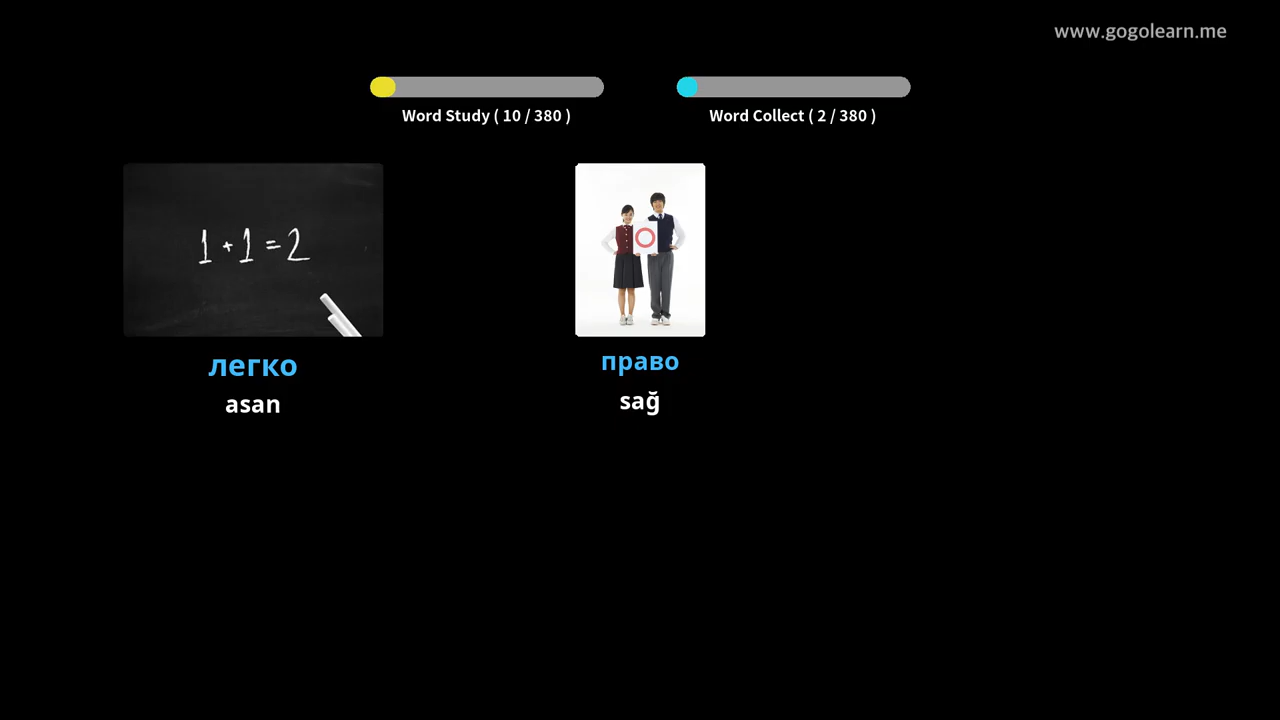 www.gogolearn.me
Word Study ( 10 / 380 )
Word Collect ( 2 / 380 )
1 + 1 = 2
легко
asan
право
sağ